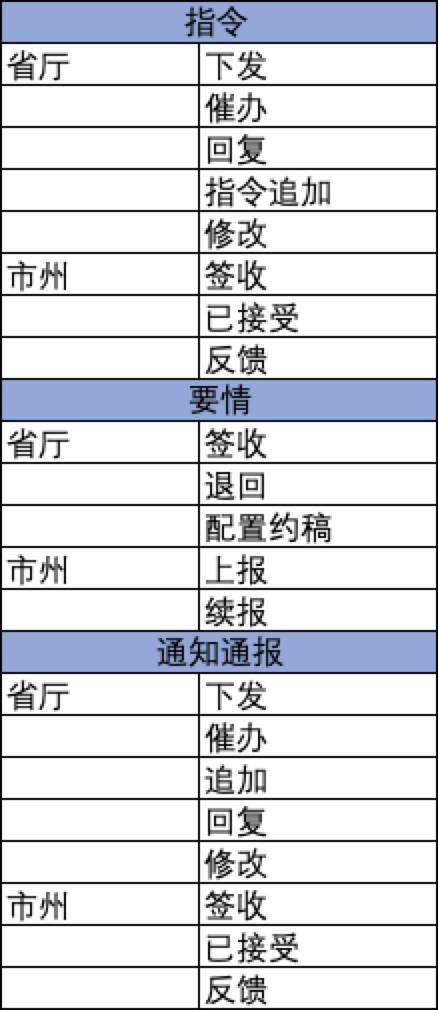 指令
省厅 下发
催办
回复
指令追加
修改
市州 签收
已接受
反馈
要情
省厅 签收
退回
配置约稿
市州 上报
续报
通知通报
省厅 下发
催办
追加
回复
修改
市州 签收
已接受
反馈